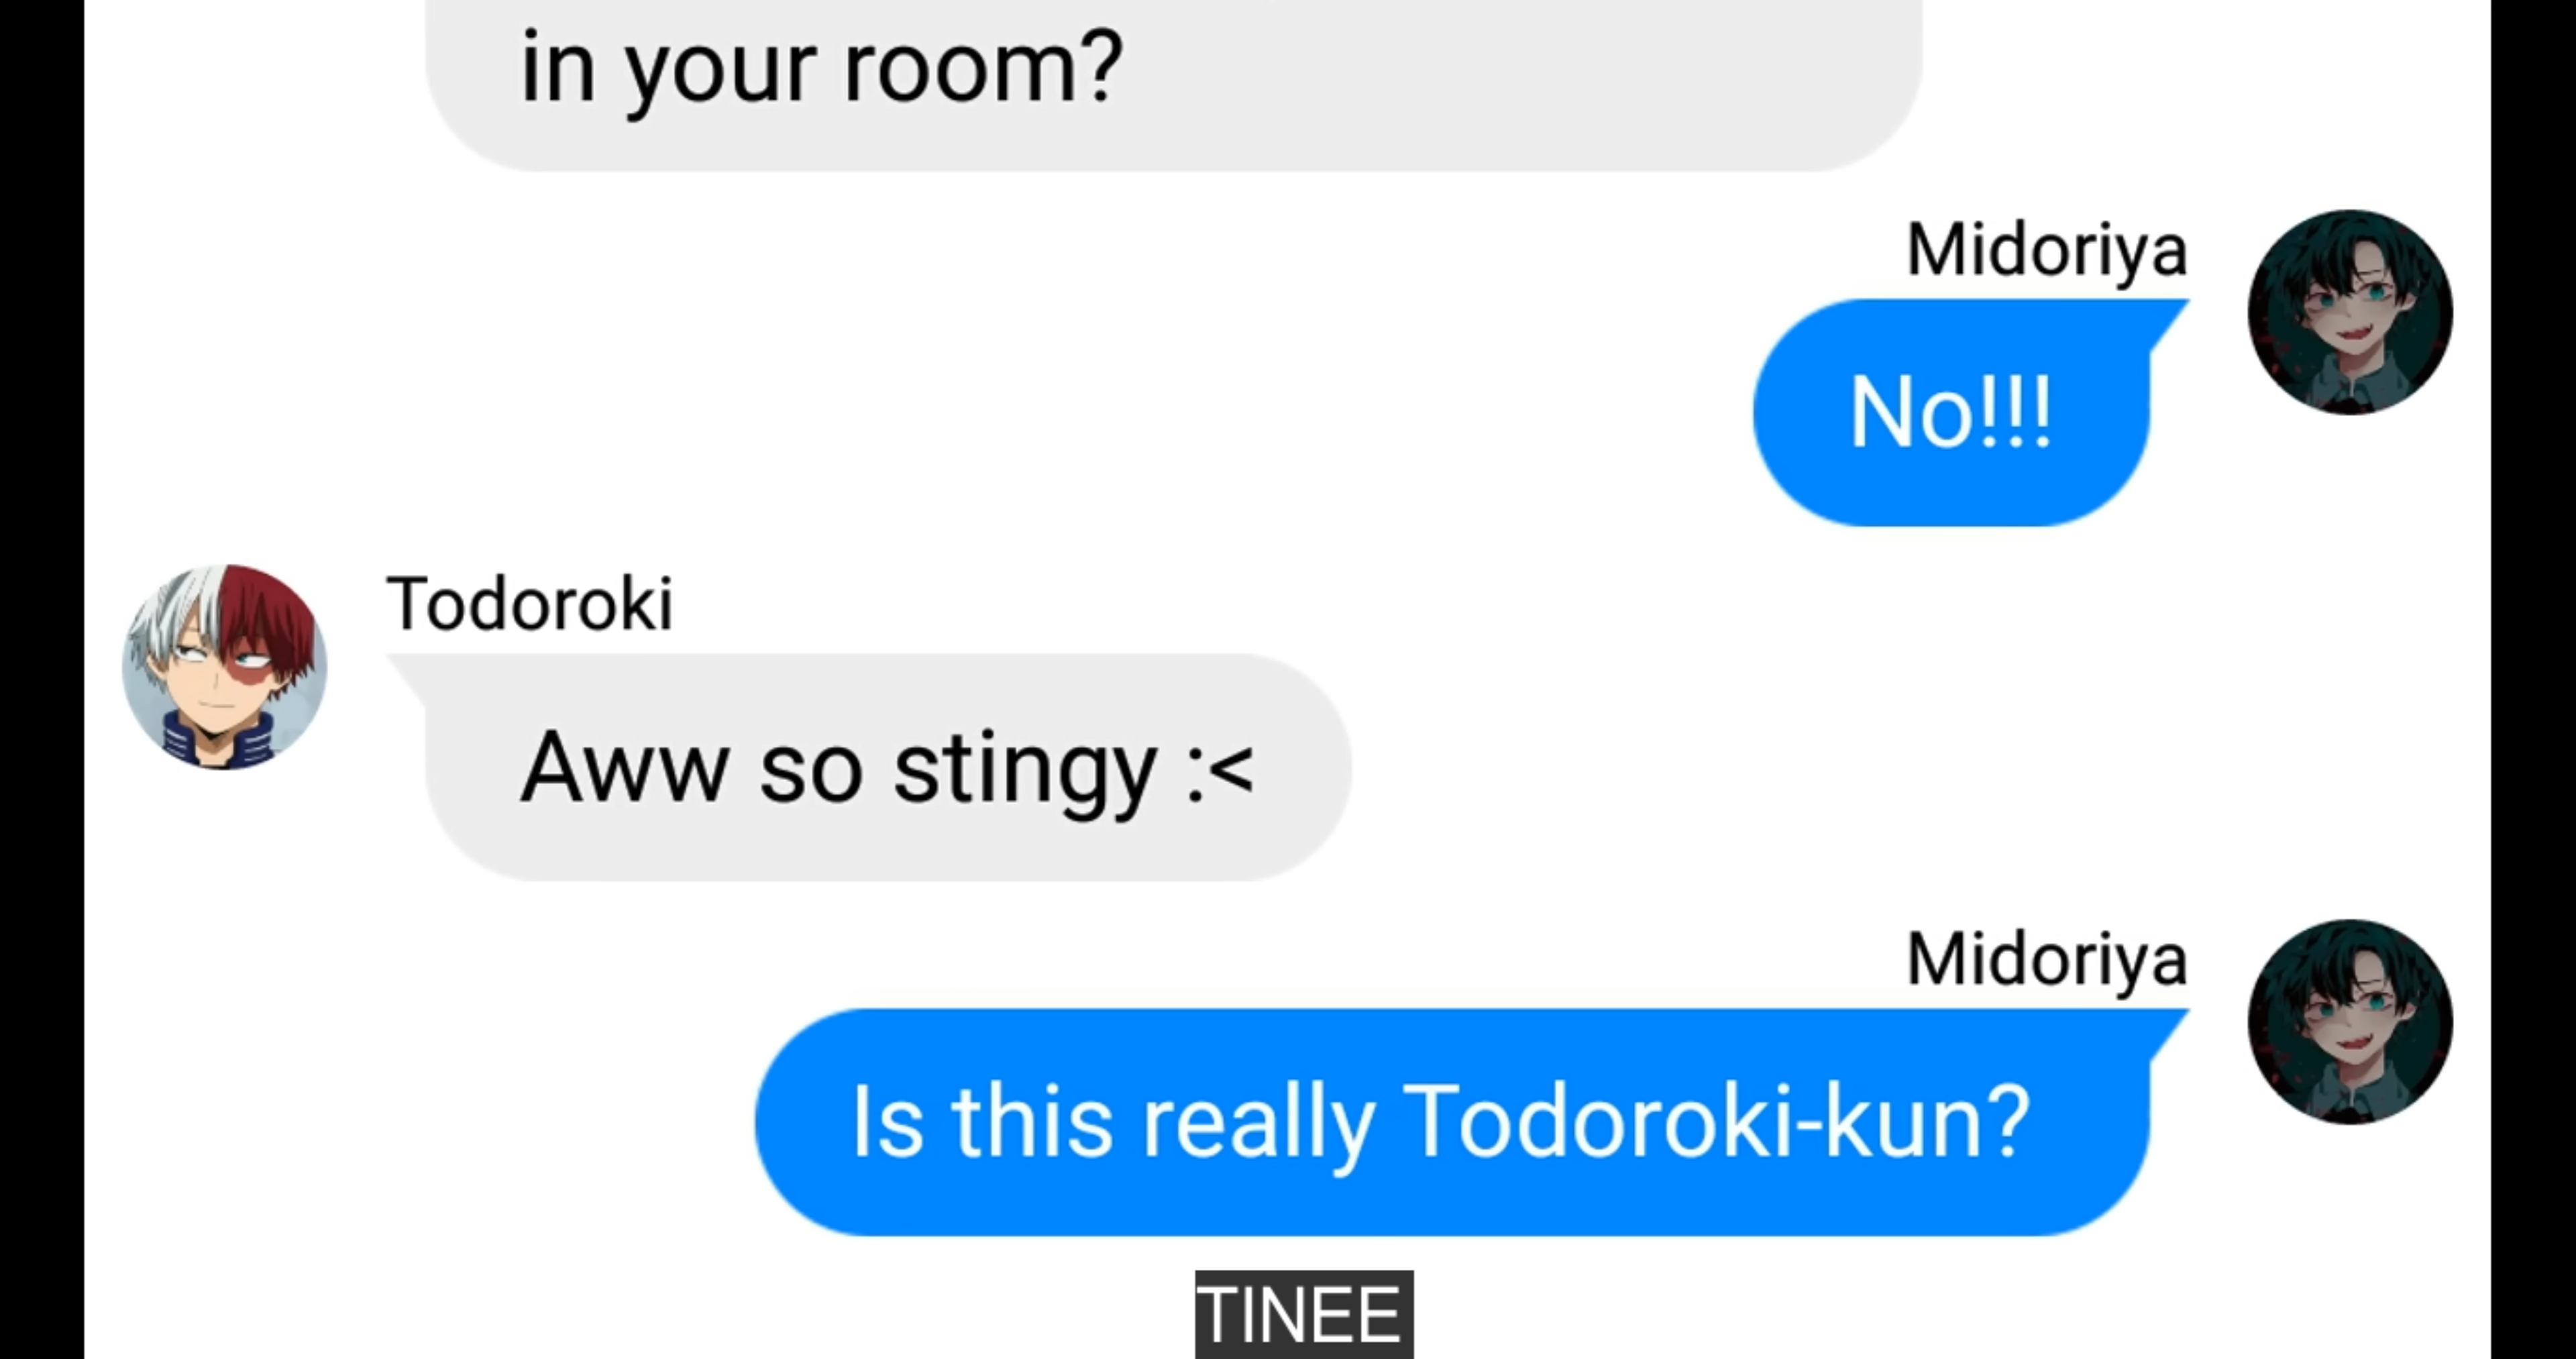 in your room?
Midoriya
No!!!
Todoroki
Aww so stingy :<
Midoriya
Is this really Todoroki-kun?
TINEE